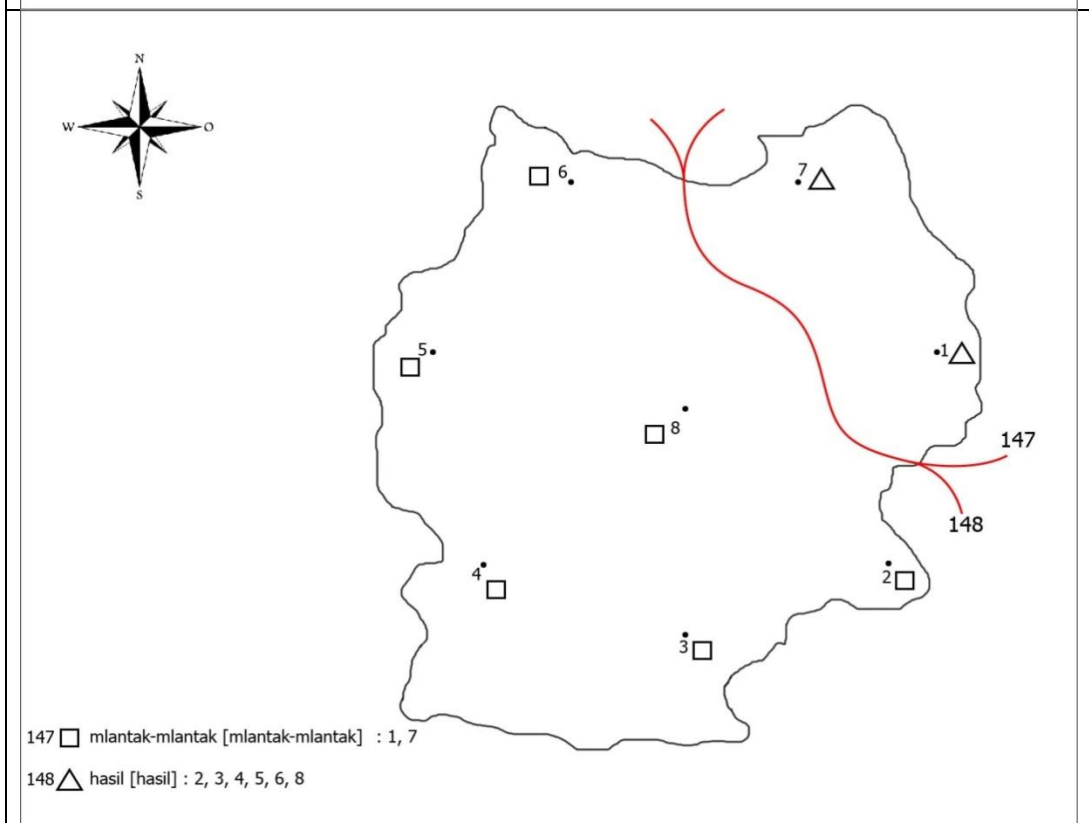 N
W O
S
6 7
5 1
8
147
148
4 2
3
147 mlantak-mlantak [mlantak-mlantak] : 1, 7
148 hasil [hasil] : 2, 3, 4, 5, 6, 8